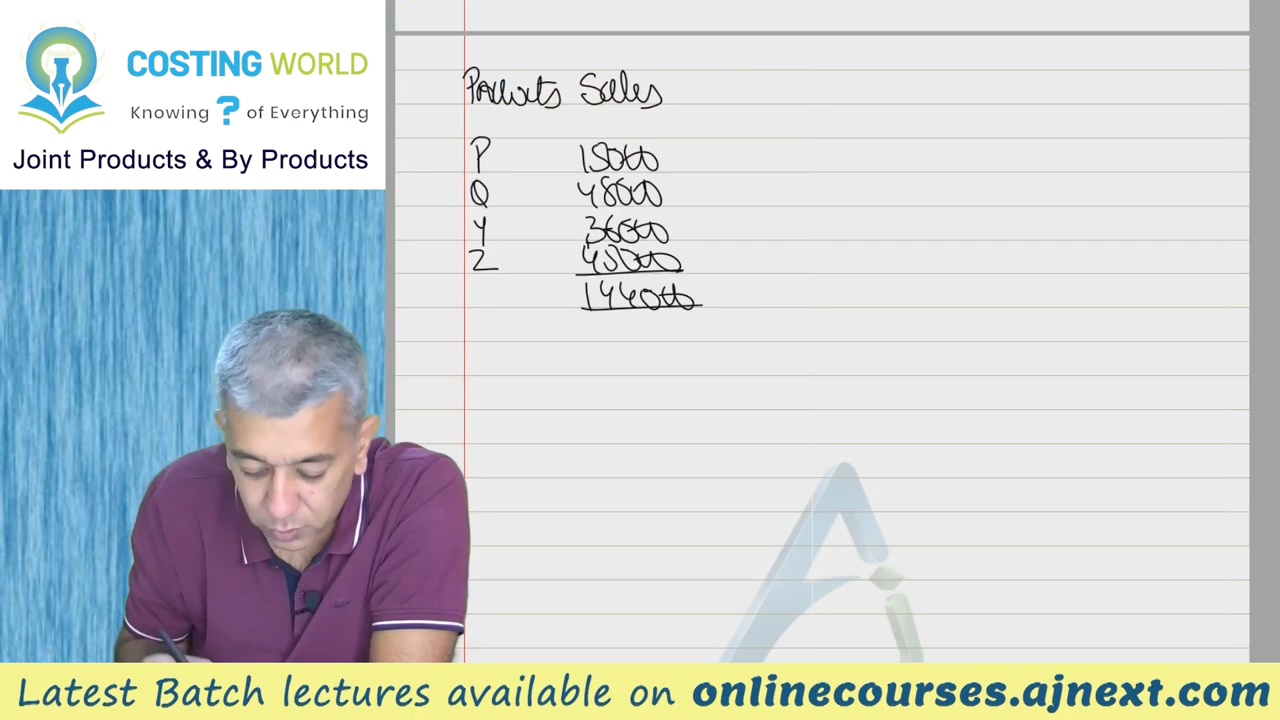 COSTING WORLD
Knowing ? of Everything
Joint Products & By Products
Products Sales
P 15000
Q 48000
Y 36000
Z 45000
144000
Latest Batch lectures available on onlinecourses.ajnext.com